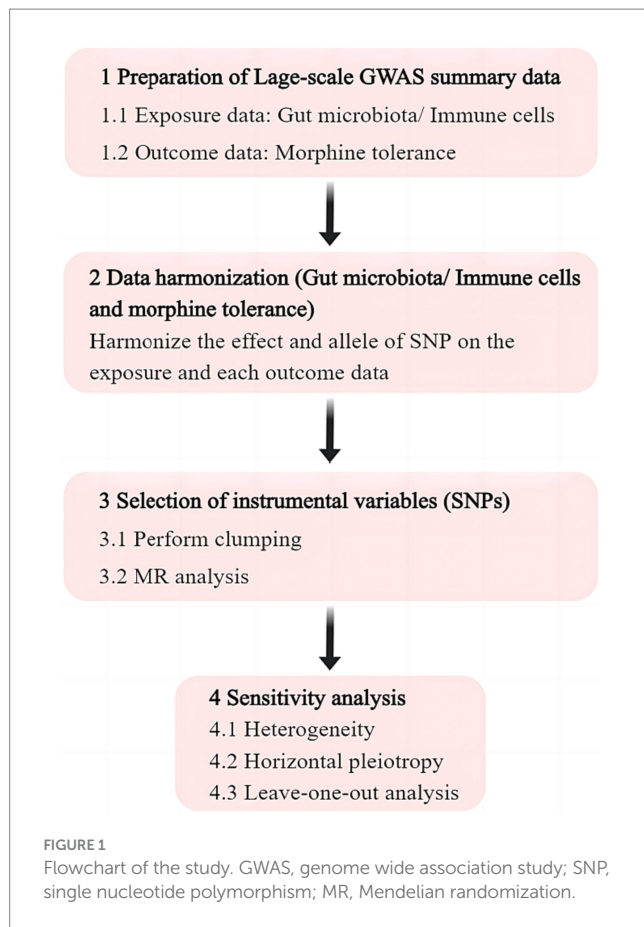 1 Preparation of Lage-scale GWAS summary data
1.1 Exposure data: Gut microbiota/ Immune cells
1.2 Outcome data: Morphine tolerance
2 Data harmonization (Gut microbiota/ Immune cells
and morphine tolerance)
Harmonize the effect and allele of SNP on the
exposure and each outcome data
3 Selection of instrumental variables (SNPs)
3.1 Perform clumping
3.2 MR analysis
4 Sensitivity analysis
4.1 Heterogeneity
4.2 Horizontal pleiotropy
4.3 Leave-one-out analysis
FIGURE 1
Flowchart of the study. GWAS, genome wide association study; SNP,
single nucleotide polymorphism; MR, Mendelian randomization.